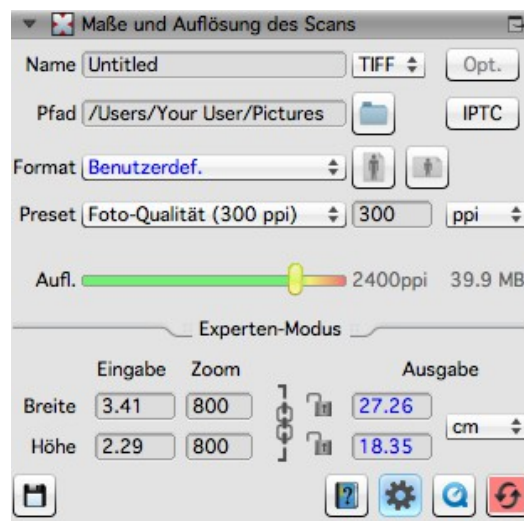 Maße und Auflösung des Scans
Name Untitled TIFF Opt.
Pfad /Users/Your User/Pictures IPTC
Format Benutzerdef.
Preset Foto-Qualität (300 ppi) 300 ppi
Aufl. 2400ppi 39.9 MB
Experten-Modus
Eingabe Zoom Ausgabe
Breite 3.41 800 27.26
cm
Höhe 2.29 800 18.35